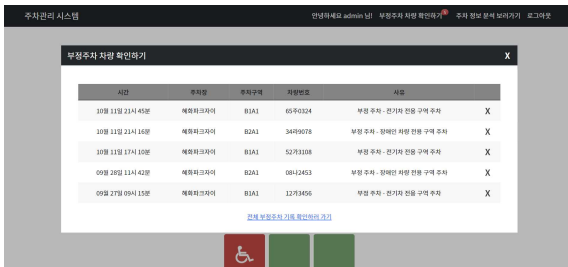 주차관리 시스템 안녕하세요 admin 님! 부정주차 차량 확인하기 주차 정보 분석 보러가기 로그아웃
부정주차 차량 확인하기 X
시간 주차장 주차구역 차량번호 사유
10월 11일 21시 45분 혜화파크자이 B1A1 65주0324 부정 주차 - 전기차 전용 구역 주차 X
10월 11일 21시 16분 혜화파크자이 B2A1 34라9078 부정 주차 - 장애인 차량 전용 구역 주차 X
10월 11일 17시 10분 혜화파크자이 B1A1 52가3108 부정 주차 - 전기차 전용 구역 주차 X
09월 28일 11시 42분 혜화파크자이 B2A1 08나2453 부정 주차 - 장애인 차량 전용 구역 주차 X
09월 27일 09시 15분 혜화파크자이 B1A1 12가3456 부정 주차 - 전기차 전용 구역 주차 X
전체 부정주차 기록 확인하러 가기